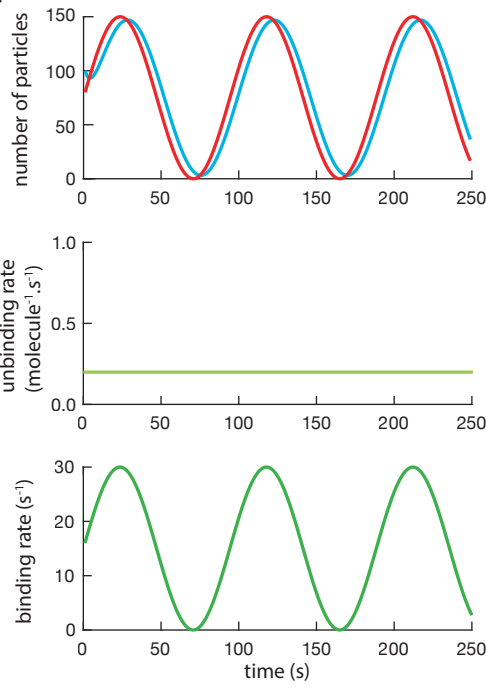 number of particles
150
100
50
0
0 50 100 150 200 250
unbinding rate
(molecule⁻¹.s⁻¹)
1.0
0.5
0.0
0 50 100 150 200 250
binding rate (s⁻¹)
30
20
10
0
0 50 100 150 200 250
time (s)